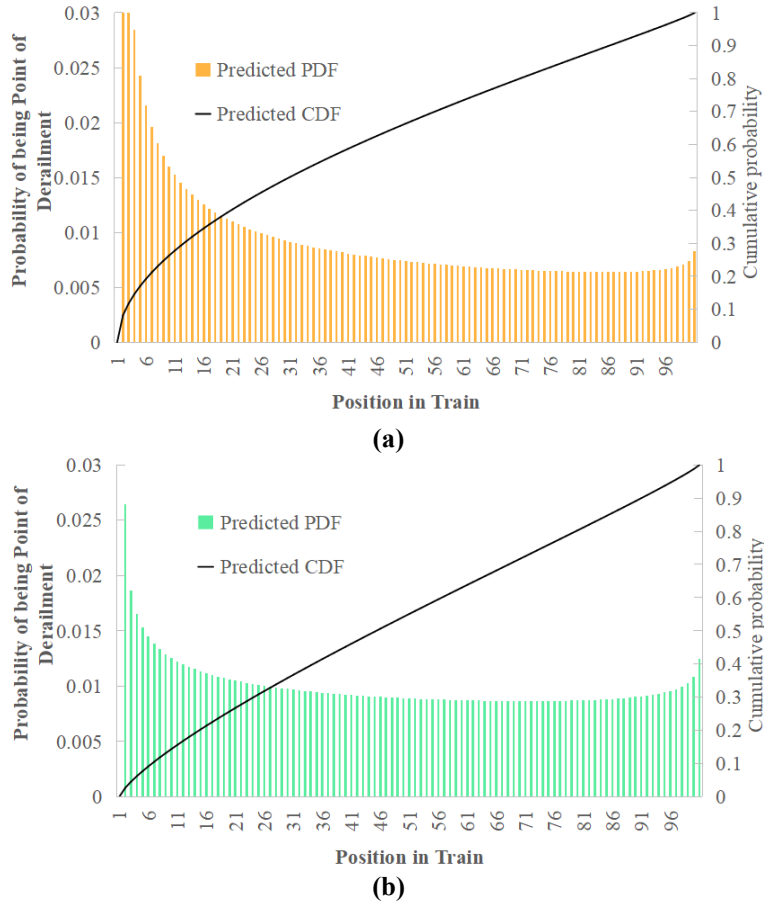 0.03
0.025
0.02
0.015
0.01
0.005
0
Probability of being Point of
Derailment
Predicted PDF
Predicted CDF
1
0.9
0.8
0.7
0.6
0.5
0.4
0.3
0.2
0.1
0
Cumulative probability
1 6 11 16 21 26 31 36 41 46 51 56 61 66 71 76 81 86 91 96
Position in Train
(a)
0.03
0.025
0.02
0.015
0.01
0.005
0
Probability of being Point of
Derailment
Predicted PDF
Predicted CDF
1
0.9
0.8
0.7
0.6
0.5
0.4
0.3
0.2
0.1
0
Cumulative probability
1 6 11 16 21 26 31 36 41 46 51 56 61 66 71 76 81 86 91 96
Position in Train
(b)